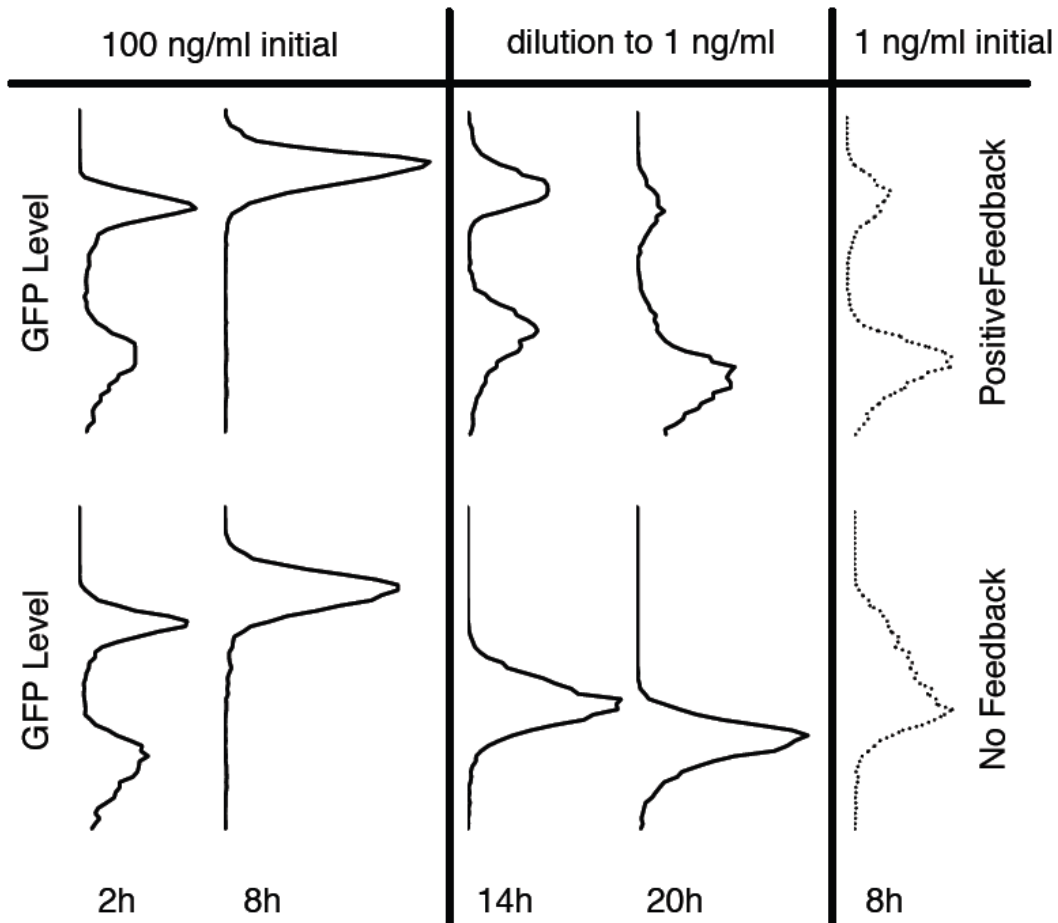 100 ng/ml initial
dilution to 1 ng/ml
1 ng/ml initial
GFP Level
PositiveFeedback
GFP Level
No Feedback
2h
8h
14h
20h
8h